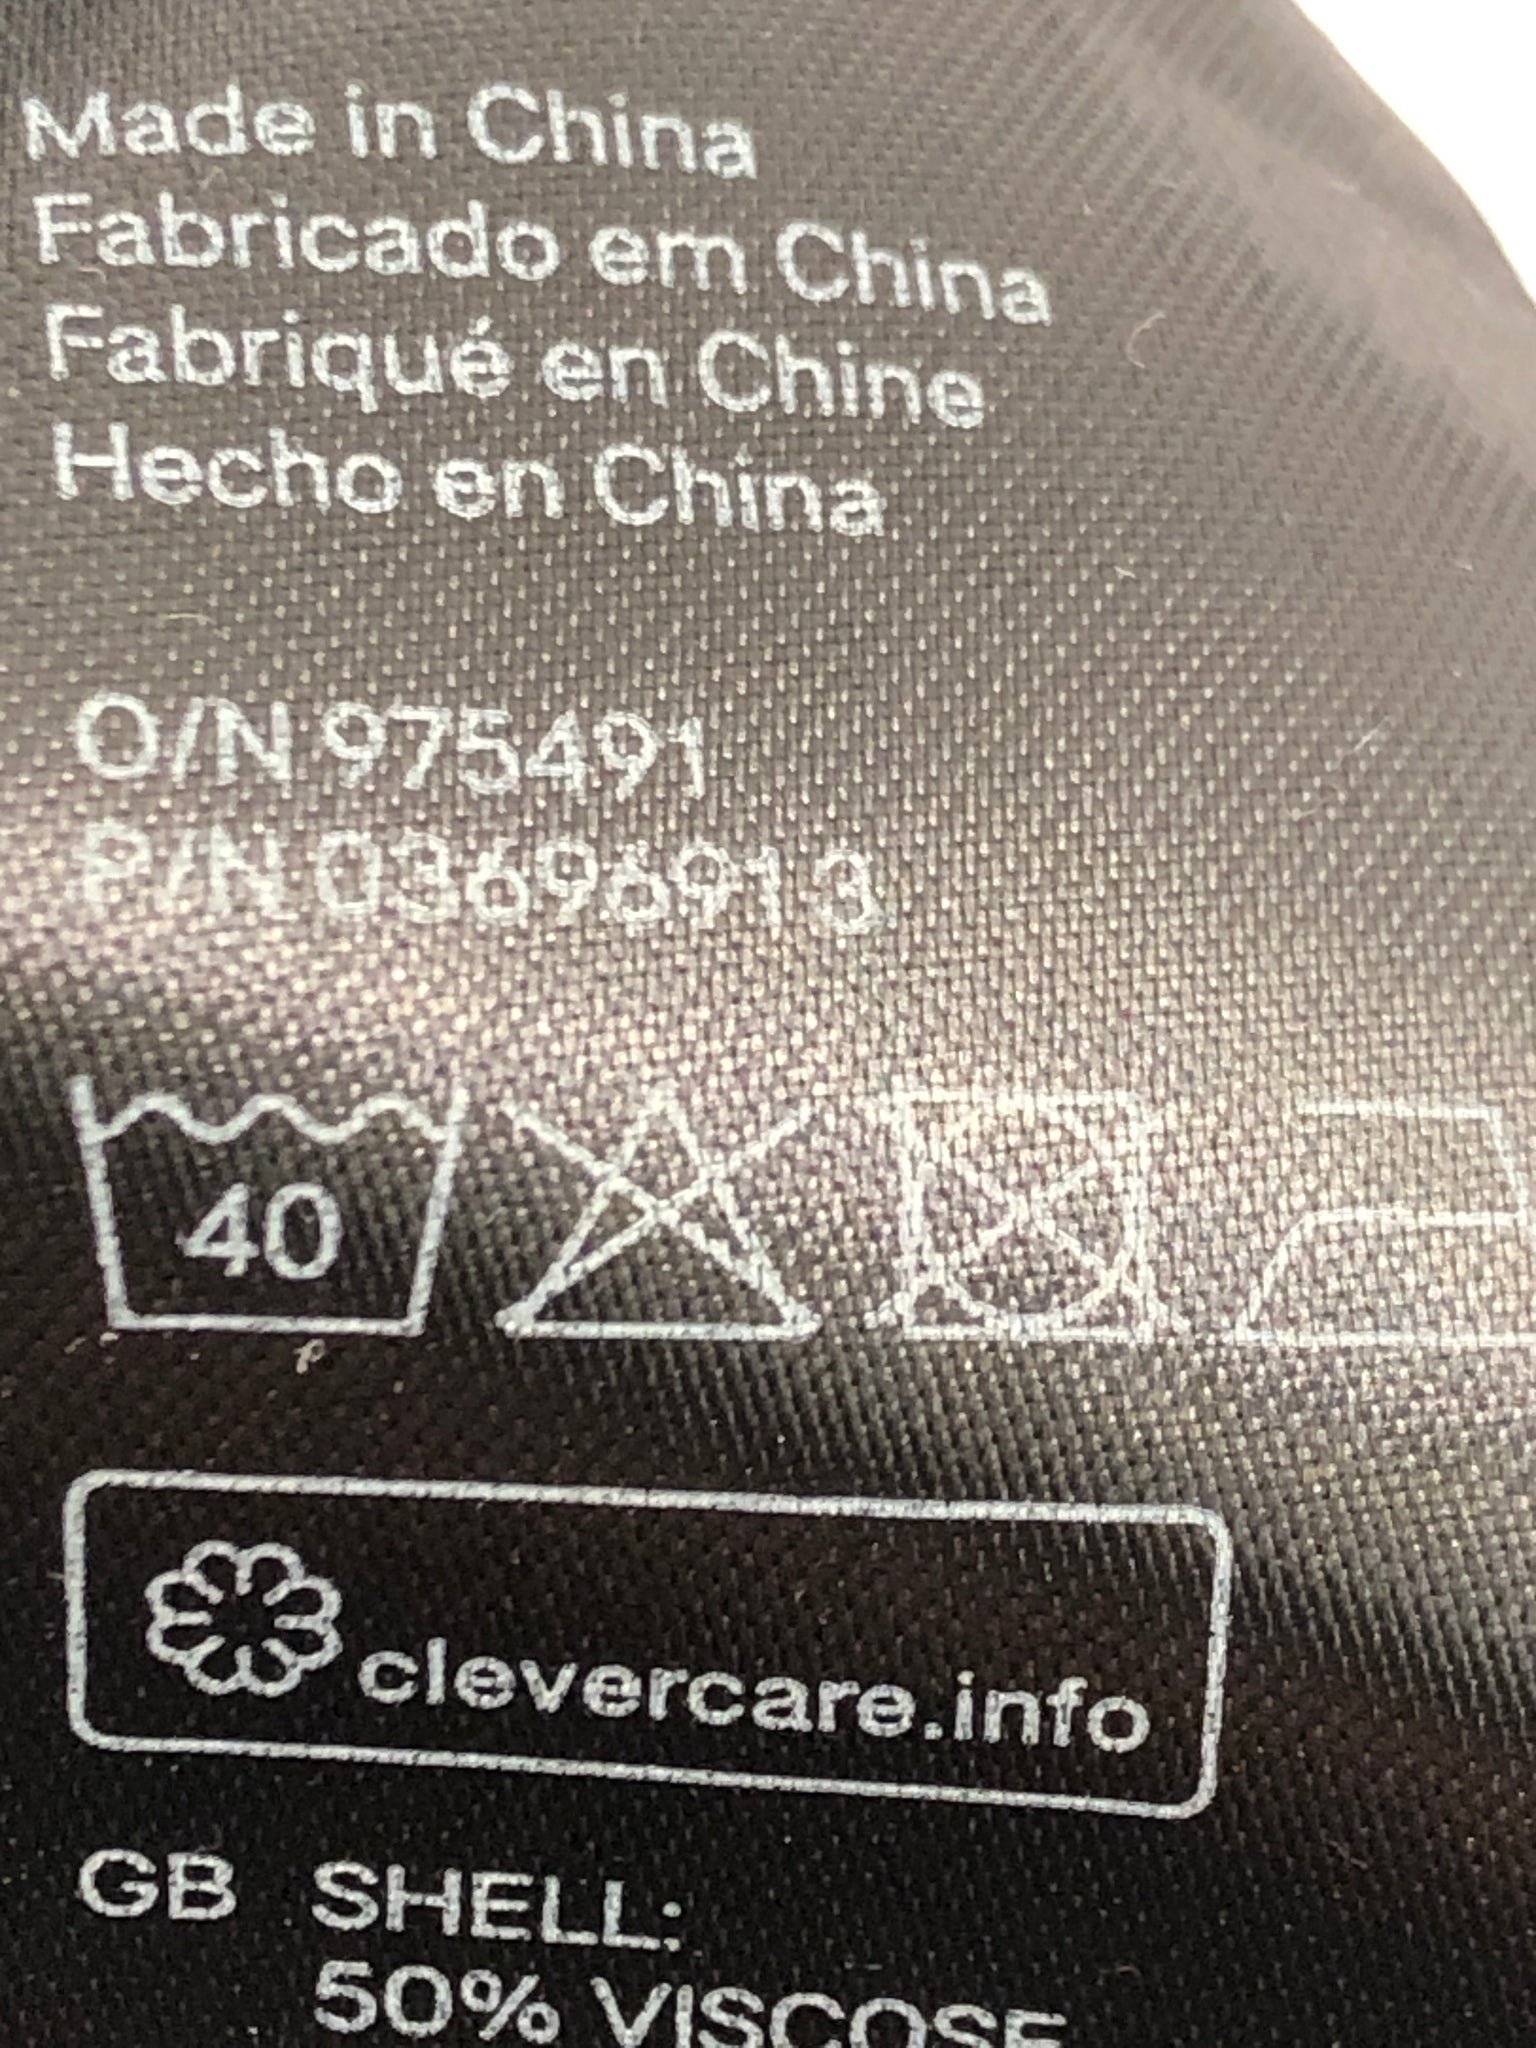 Made in China
Fabricado em China
Fabriqué en Chine
Hecho en China
O/N 975491
P/N 03696913
40
clevercare.info
GB SHELL:
50% VISCOSE